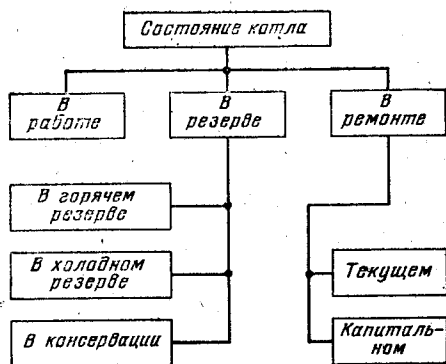 Состояние котла
В
работе
В
резерве
В
ремонте
В горячем
резерве
В холодном
резерве
В консервации
Текущем
Капиталь-
ном